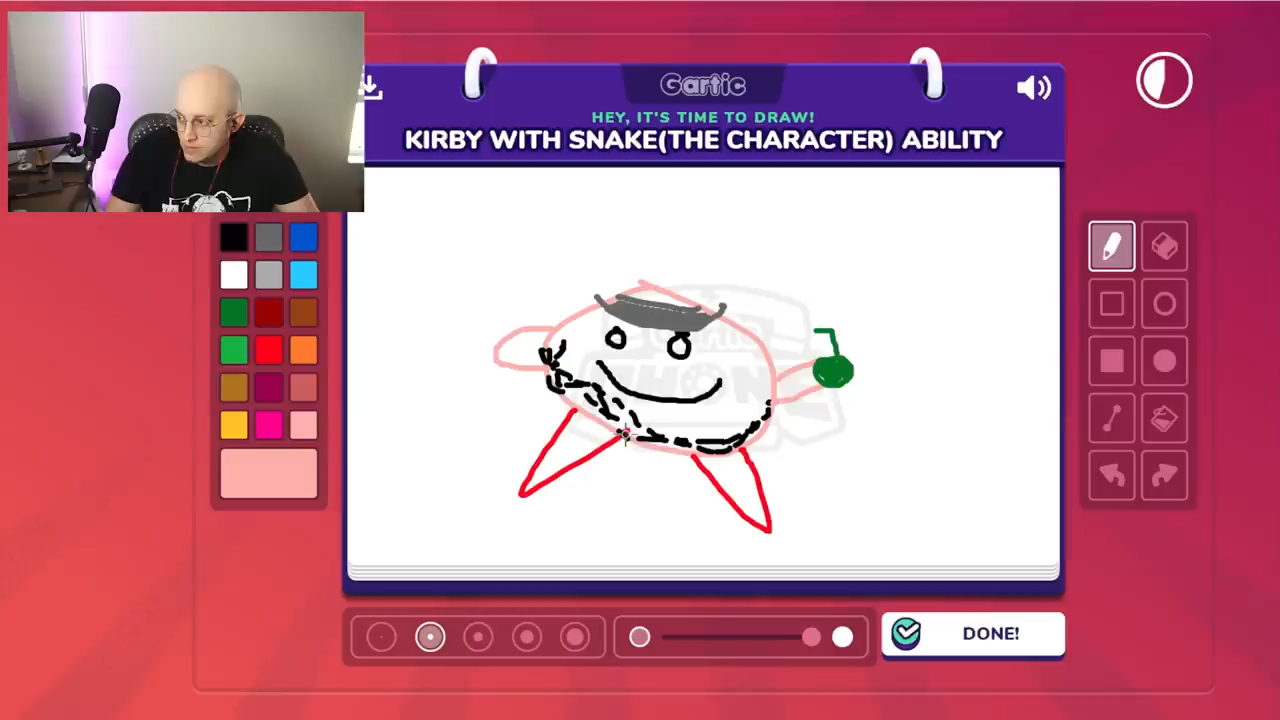 Gartic
HEY, IT'S TIME TO DRAW!
KIRBY WITH SNAKE(THE CHARACTER) ABILITY
DONE!